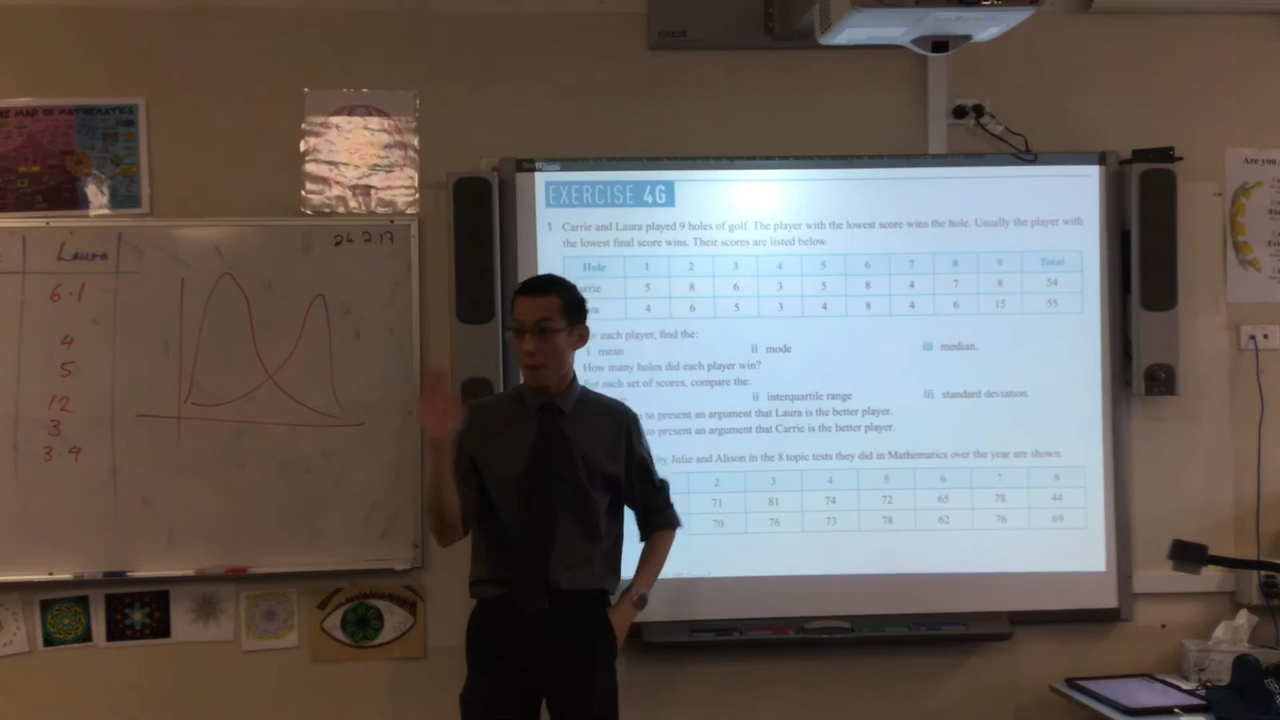 THE MAP OF MATHEMATICS
Laura
6.1
4
5
12
3
3.4
24.2.17
EXERCISE 4G
1 Carrie and Laura played 9 holes of golf. The player with the lowest score wins the hole. Usually the player with
the lowest final score wins. Their scores are listed below.
Hole 1 2 3 4 5 6 7 8 9 Total
5 8 6 3 5 8 4 7 8 54
4 6 5 3 4 8 4 6 15 55
each player, find the:
i mean ii mode iii median.
How many holes did each player win?
For each set of scores, compare the:
ii interquartile range iii standard deviation.
to present an argument that Laura is the better player.
to present an argument that Carrie is the better player.
by Julie and Alison in the 8 topic tests they did in Mathematics over the year are shown.
2 3 4 5 6 7 8
71 81 74 72 65 78 44
70 76 73 78 62 76 69
Are you